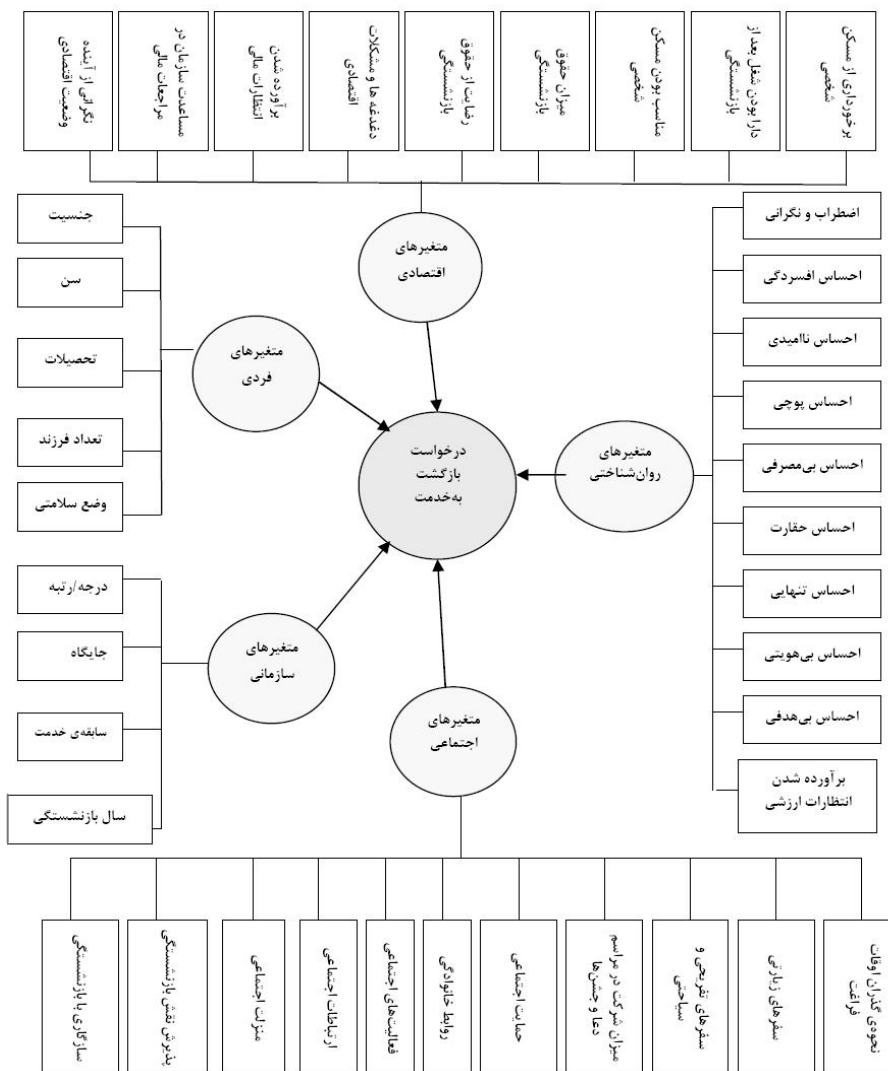 برخورداری از مسکن
شخصی
دارا بودن شغل بعد از
بازنشستگی
مناسب بودن مسکن
شخصی
میزان حقوق
بازنشستگی
رضایت از حقوق
بازنشستگی
دغدغه ها و مشکلات
اقتصادی
برآورده شدن
انتظارات مالی
مساعدت سازمان در
مراجعات مالی
نگرانی از آینده
وضعیت اقتصادی
متغیرهای
اقتصادی
اضطراب و نگرانی
احساس افسردگی
احساس ناامیدی
احساس پوچی
احساس بی‌مصرفی
احساس حقارت
احساس تنهایی
احساس بی‌هویتی
احساس بی‌هدفی
برآورده شدن
انتظارات ارزشی
متغیرهای
روان‌شناختی
درخواست
بازگشت
به‌خدمت
متغیرهای
فردی
جنسیت
سن
تحصیلات
تعداد فرزند
وضع سلامتی
متغیرهای
سازمانی
درجه/رتبه
جایگاه
سابقه‌ی خدمت
سال بازنشستگی
متغیرهای
اجتماعی
نحوه‌ی گذران اوقات
فراغت
سفرهای زیارتی
سفرهای تفریحی و
سیاحتی
میزان شرکت در مراسم
دعا و جشن‌ها
حمایت اجتماعی
روابط خانوادگی
فعالیت‌های اجتماعی
ارتباطات اجتماعی
منزلت اجتماعی
پذیرش نقش بازنشستگی
سازگاری با بازنشستگی